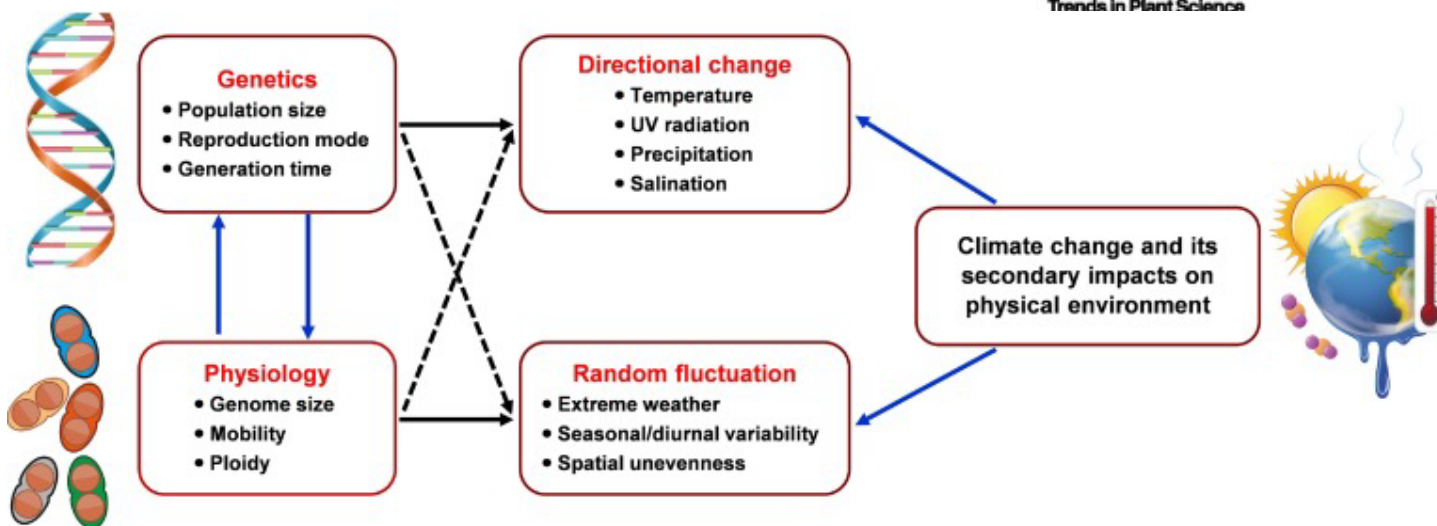 Trends in Plant Science
Genetics
• Population size
• Reproduction mode
• Generation time
Directional change
• Temperature
• UV radiation
• Precipitation
• Salination
Climate change and its
secondary impacts on
physical environment
Physiology
• Genome size
• Mobility
• Ploidy
Random fluctuation
• Extreme weather
• Seasonal/diurnal variability
• Spatial unevenness